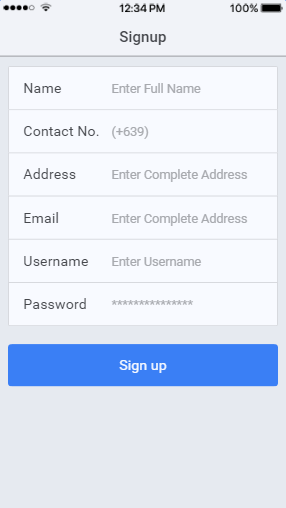 12:34 PM 100%
Signup
Name Enter Full Name
Contact No. (+639)
Address Enter Complete Address
Email Enter Complete Address
Username Enter Username
Password ***************
Sign up